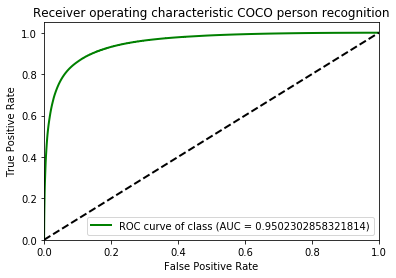 Receiver operating characteristic COCO person recognition
True Positive Rate
1.0
0.8
0.6
0.4
0.2
0.0
ROC curve of class (AUC = 0.9502302858321814)
0.0 0.2 0.4 0.6 0.8 1.0
False Positive Rate